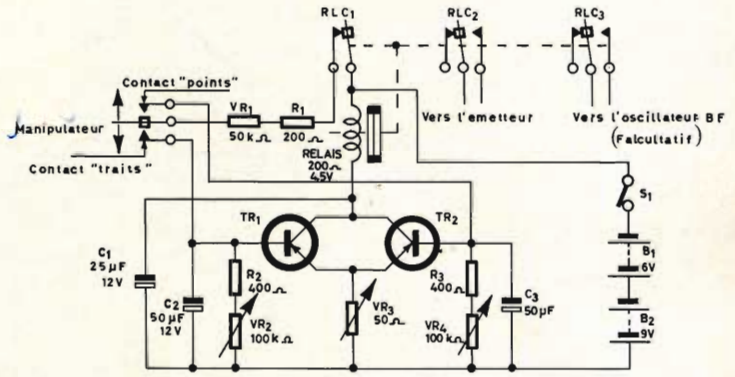 RLC1
RLC2
RLC3
Contact "points"
VR1
R1
Manipulateur
50kΩ
200Ω
Vers l'emetteur
Vers l'oscillateur BF
(Falcultatif)
Contact "traits"
RELAIS
200Ω
4,5V
S1
TR1
TR2
C1
25µF
12V
B1
6V
R2
400Ω
R3
400Ω
C2
50µF
12V
VR3
50Ω
C3
50µF
VR2
100kΩ
VR4
100kΩ
B2
9V